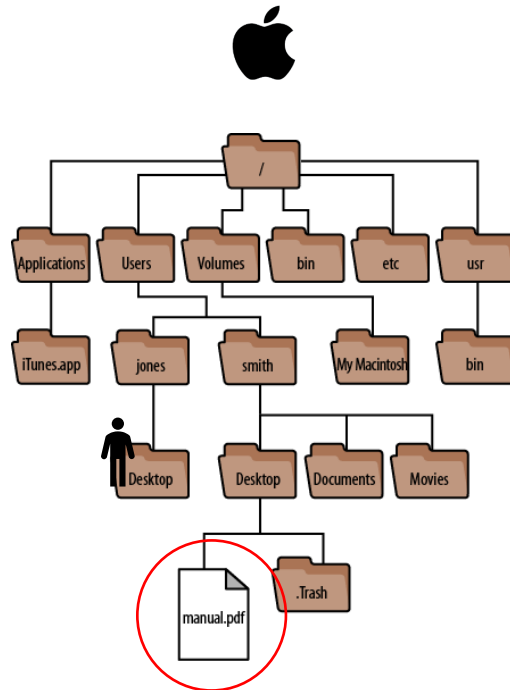 /
Applications
Users
Volumes
bin
etc
usr
iTunes.app
jones
smith
My Macintosh
bin
Desktop
Desktop
Documents
Movies
manual.pdf
.Trash